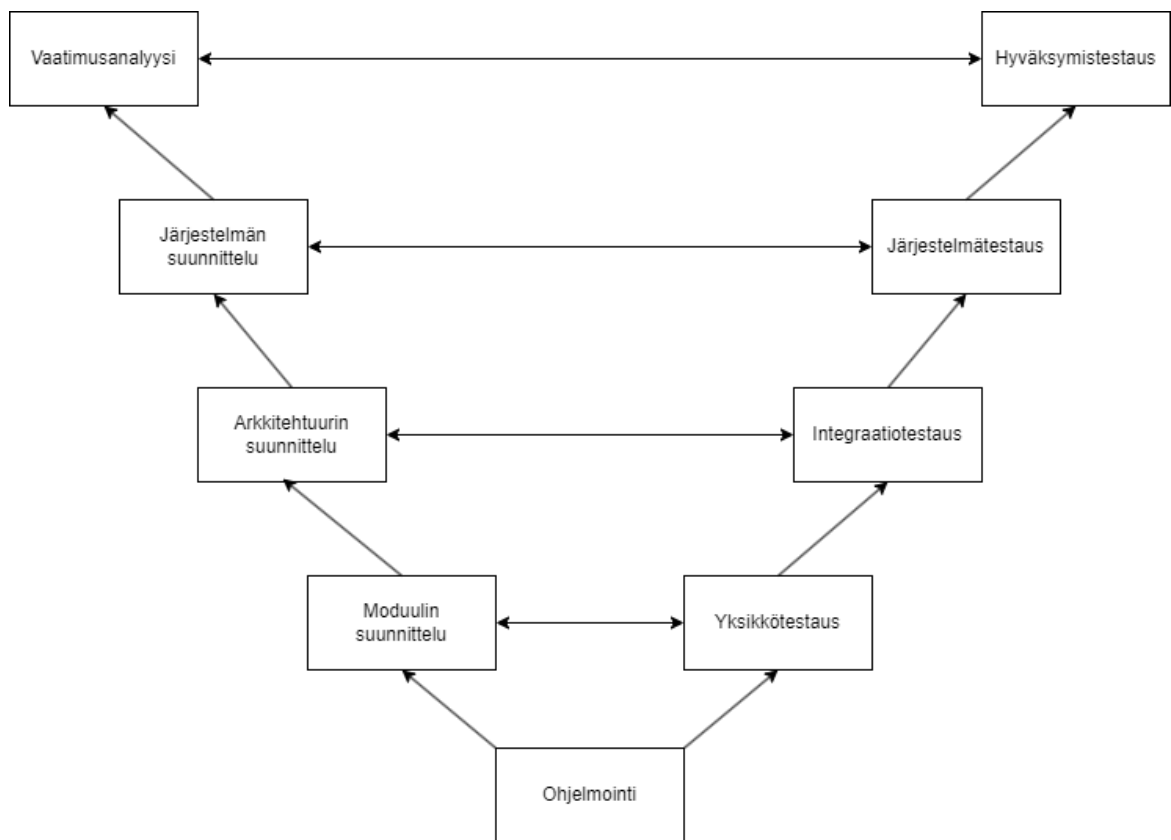 Vaatimusanalyysi
Hyväksymistestaus
Järjestelmän
suunnittelu
Järjestelmätestaus
Arkkitehtuurin
suunnittelu
Integraatiotestaus
Moduulin
suunnittelu
Yksikkötestaus
Ohjelmointi